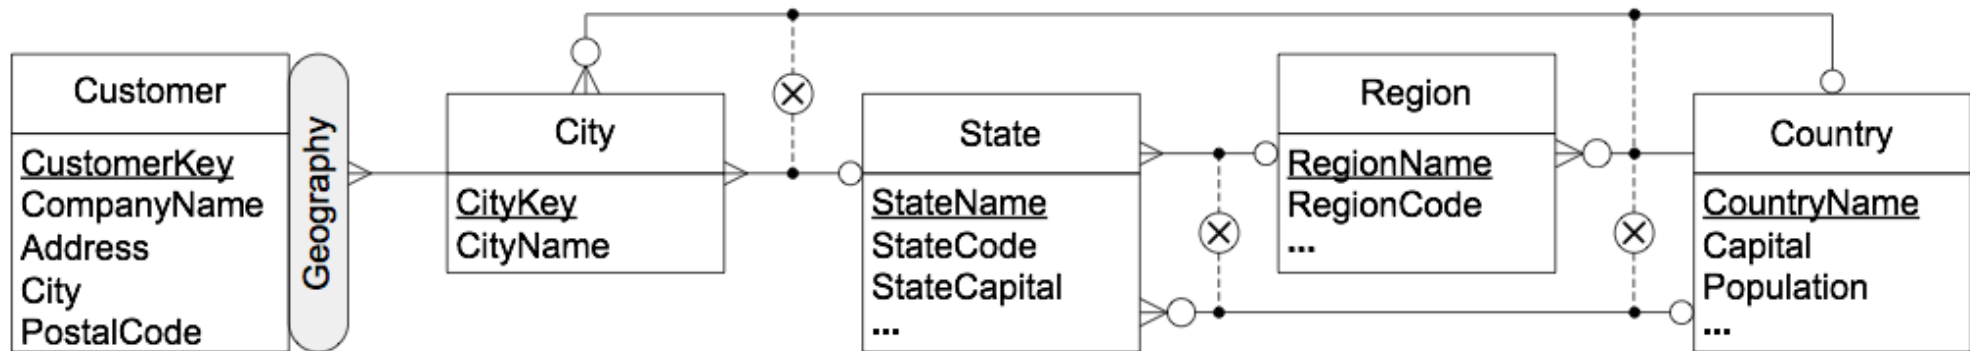 Customer
CustomerKey
CompanyName
Address
City
PostalCode
Geography
City
CityKey
CityName
State
StateName
StateCode
StateCapital
...
Region
RegionName
RegionCode
...
Country
CountryName
Capital
Population
...